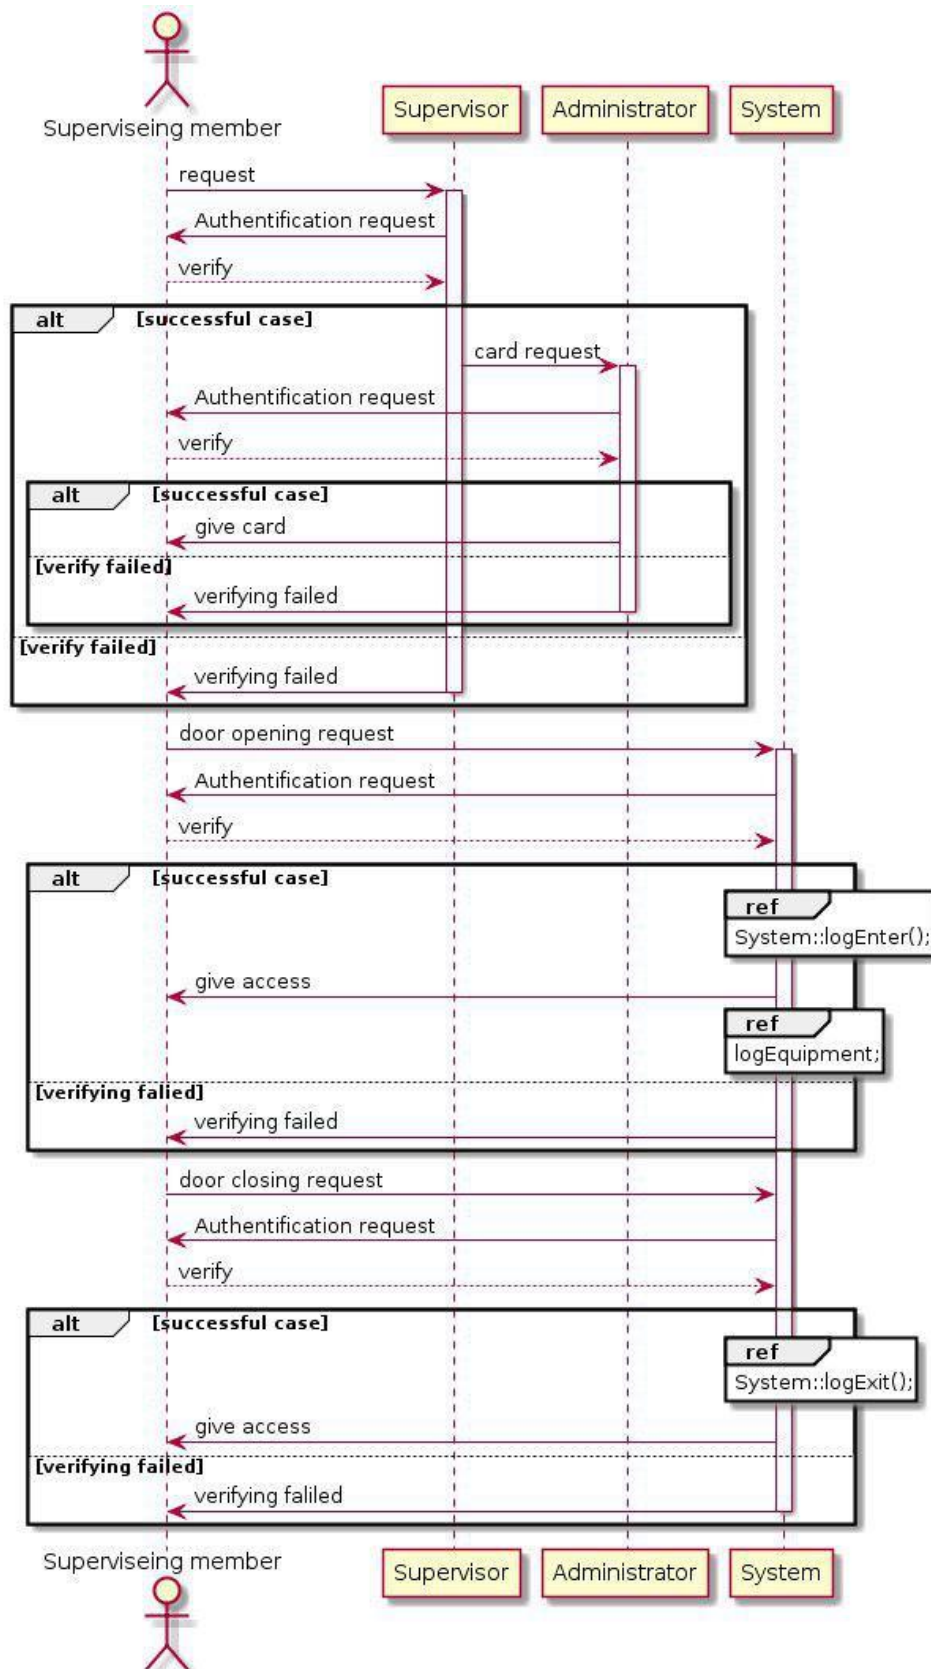 Superviseing member
Supervisor
Administrator
System
request
Authentification request
verify
alt [successful case]
card request
Authentification request
verify
alt [successful case]
give card
[verify failed]
verifying failed
[verify failed]
verifying failed
door opening request
Authentification request
verify
alt [successful case]
ref
System::logEnter();
give access
ref
logEquipment;
[verifying falied]
verifying failed
door closing request
Authentification request
verify
alt [successful case]
ref
System::logExit();
give access
[verifying failed]
verifying faliled
Superviseing member
Supervisor
Administrator
System